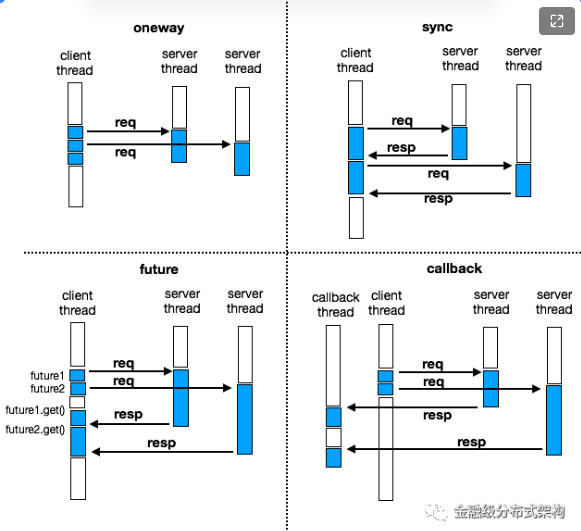 oneway
client
thread
server
thread
server
thread
req
req
sync
client
thread
server
thread
server
thread
req
resp
req
resp
future
client
thread
server
thread
server
thread
future1
future2
future1.get()
future2.get()
req
req
resp
resp
callback
callback
thread
client
thread
server
thread
server
thread
req
req
resp
resp
金融级分布式架构